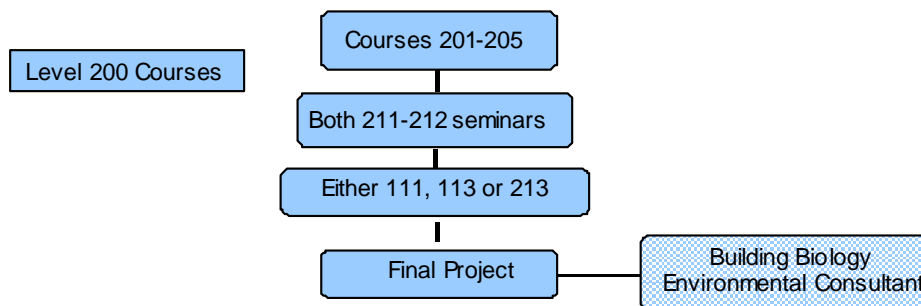 Courses 201-205
Level 200 Courses
Both 211-212 seminars
Either 111, 113 or 213
Final Project
Building Biology
Environmental Consultant